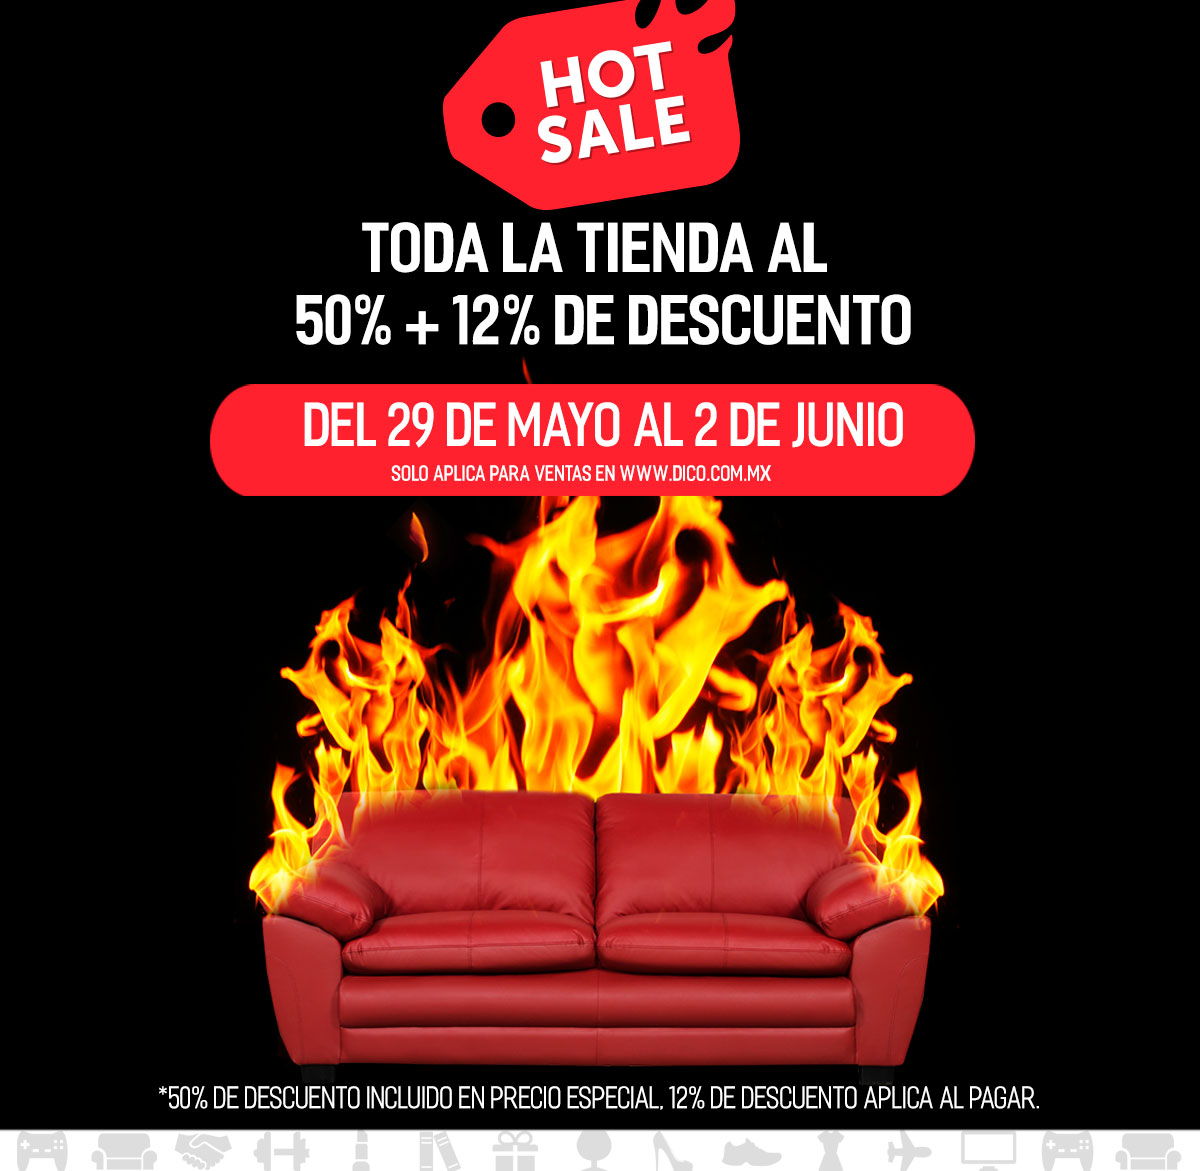 HOT
SALE
TODA LA TIENDA AL
50% + 12% DE DESCUENTO
DEL 29 DE MAYO AL 2 DE JUNIO
SOLO APLICA PARA VENTAS EN WWW.DICO.COM.MX
*50% DE DESCUENTO INCLUIDO EN PRECIO ESPECIAL, 12% DE DESCUENTO APLICA AL PAGAR.